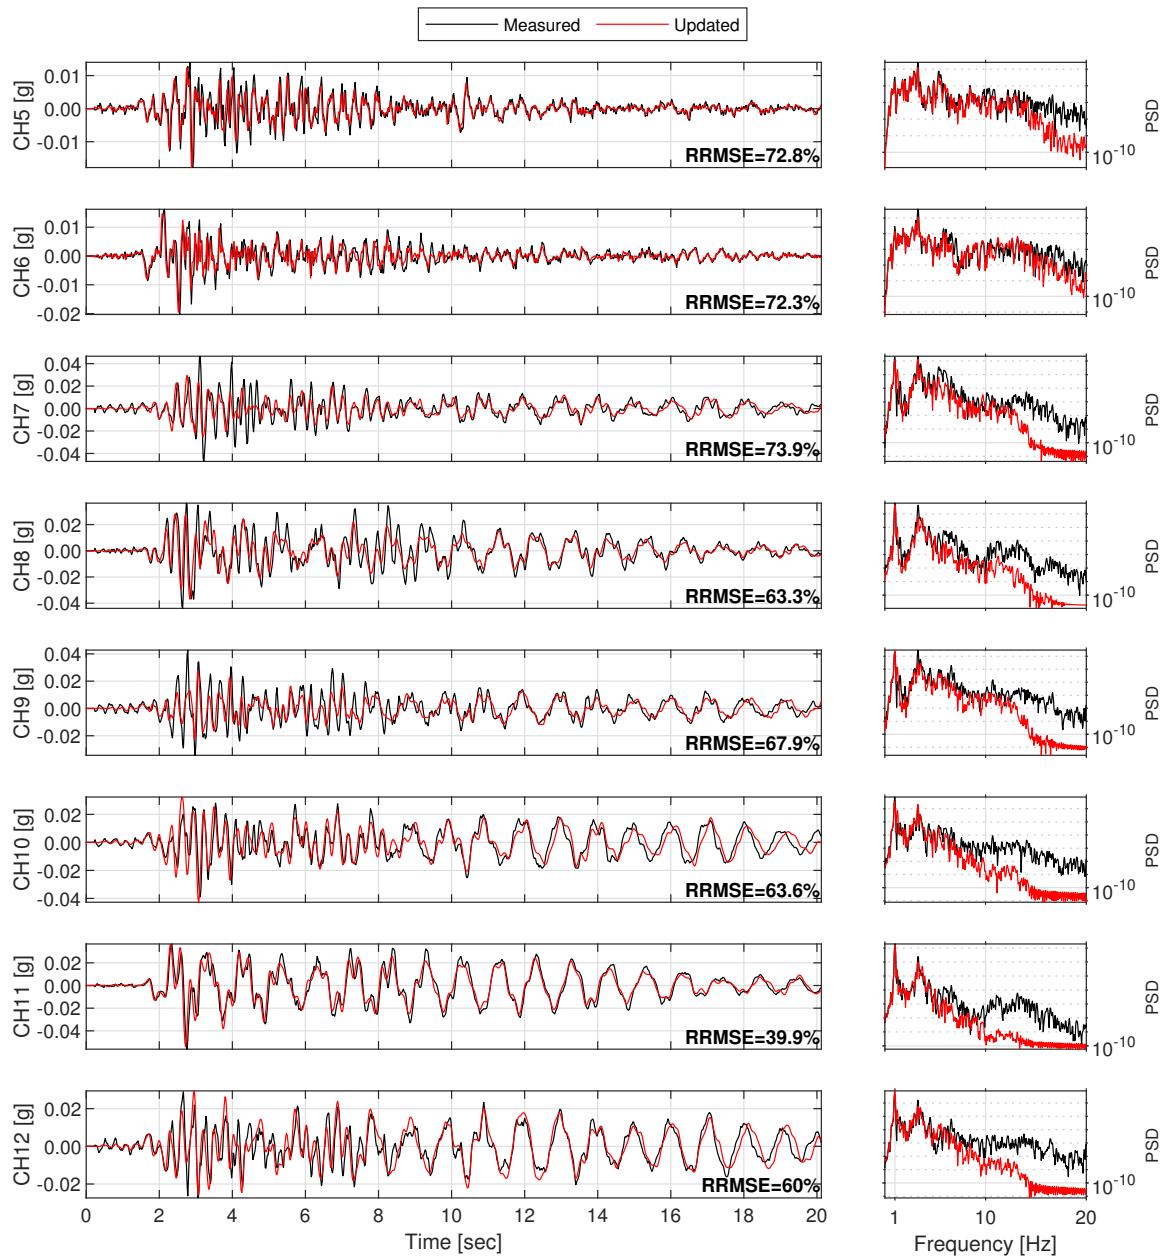 Measured Updated
CH5 [g]
0.01
0.00
-0.01
RRMSE=72.8%
10^-10
PSD
CH6 [g]
0.01
0.00
-0.01
-0.02
RRMSE=72.3%
10^-10
PSD
CH7 [g]
0.04
0.02
0.00
-0.02
-0.04
RRMSE=73.9%
10^-10
PSD
CH8 [g]
0.02
0.00
-0.02
-0.04
RRMSE=63.3%
10^-10
PSD
CH9 [g]
0.04
0.02
0.00
-0.02
RRMSE=67.9%
10^-10
PSD
CH10 [g]
0.02
0.00
-0.02
-0.04
RRMSE=63.6%
10^-10
PSD
CH11 [g]
0.02
0.00
-0.02
-0.04
RRMSE=39.9%
10^-10
PSD
CH12 [g]
0.02
0.00
-0.02
RRMSE=60%
10^-10
PSD
0 2 4 6 8 10 12 14 16 18 20
1 10 20
Time [sec]
Frequency [Hz]